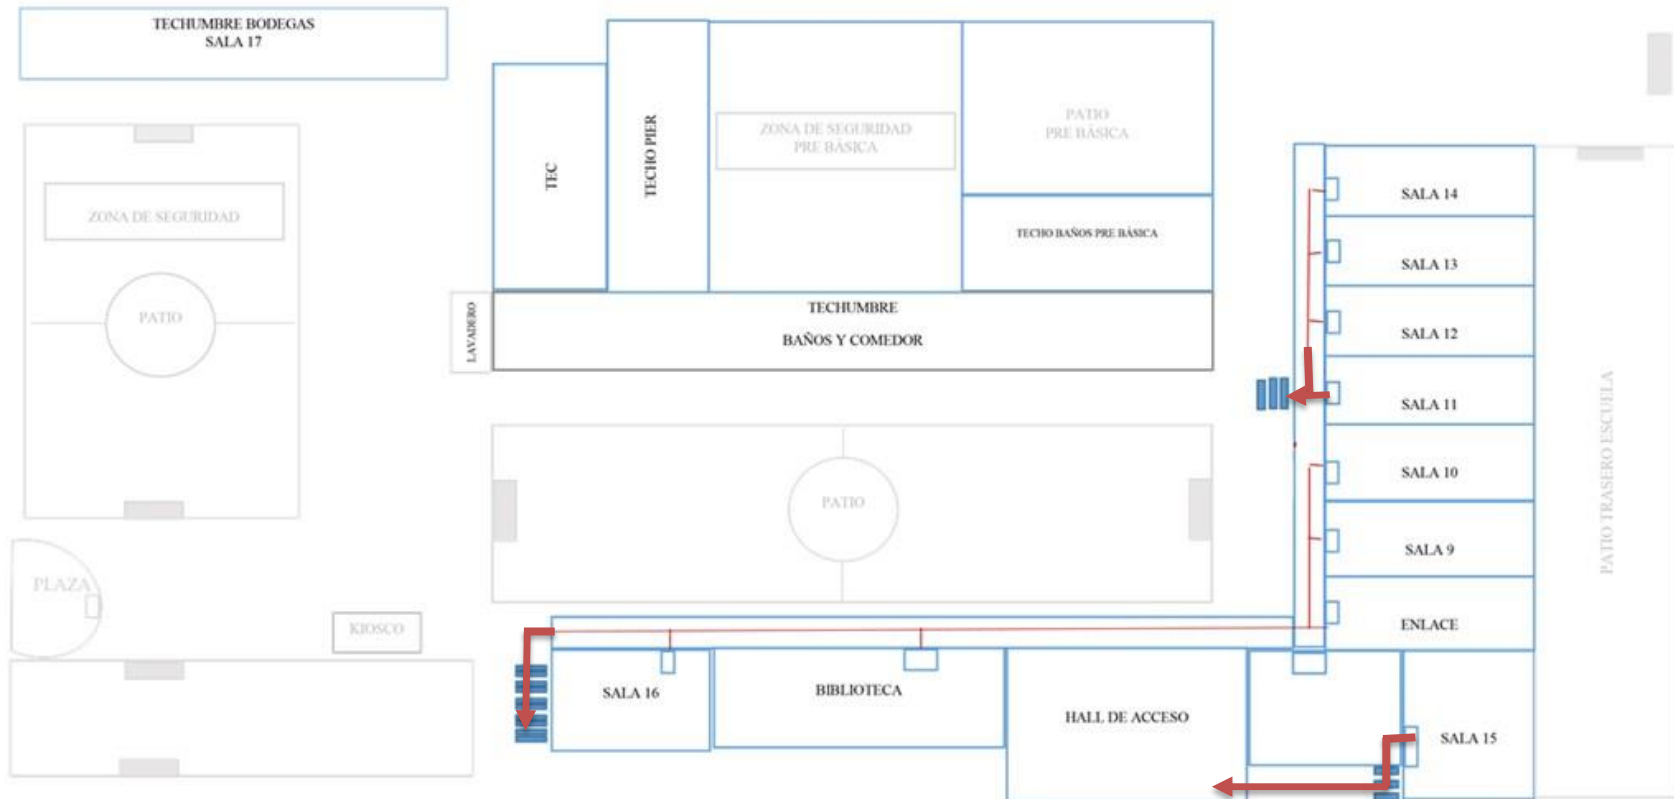 TECHUMBRE BODEGAS
SALA 17
ZONA DE SEGURIDAD
PATIO
PLAZA
KIOSCO
TEC
TECHO PIER
ZONA DE SEGURIDAD
PRE BÁSICA
PATIO
PRE BÁSICA
TECHO BAÑOS PRE BÁSICA
LAVADERO
TECHUMBRE
BAÑOS Y COMEDOR
PATIO
SALA 14
SALA 13
SALA 12
SALA 11
SALA 10
SALA 9
ENLACE
PATIO TRASERO ESCUELA
SALA 16
BIBLIOTECA
HALL DE ACCESO
SALA 15